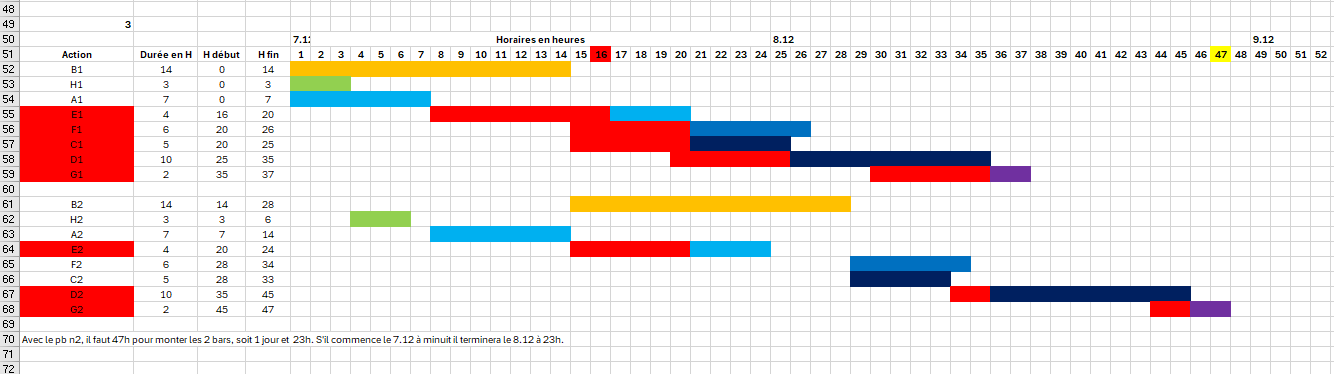 48
49 3
50 7.12 Horaires en heures 8.12 9.12
51 Action Durée en H H début H fin 1 2 3 4 5 6 7 8 9 10 11 12 13 14 15 16 17 18 19 20 21 22 23 24 25 26 27 28 29 30 31 32 33 34 35 36 37 38 39 40 41 42 43 44 45 46 47 48 49 50 51 52
52 B1 14 0 14
53 H1 3 0 3
54 A1 7 0 7
55 E1 4 16 20
56 F1 6 20 26
57 C1 5 20 25
58 D1 10 25 35
59 G1 2 35 37
60
61 B2 14 14 28
62 H2 3 3 6
63 A2 7 7 14
64 E2 4 20 24
65 F2 6 28 34
66 C2 5 28 33
67 D2 10 35 45
68 G2 2 45 47
69
70 Avec le pb n2, il faut 47h pour monter les 2 bars, soit 1 jour et 23h. S'il commence le 7.12 à minuit il terminera le 8.12 à 23h.
71
72